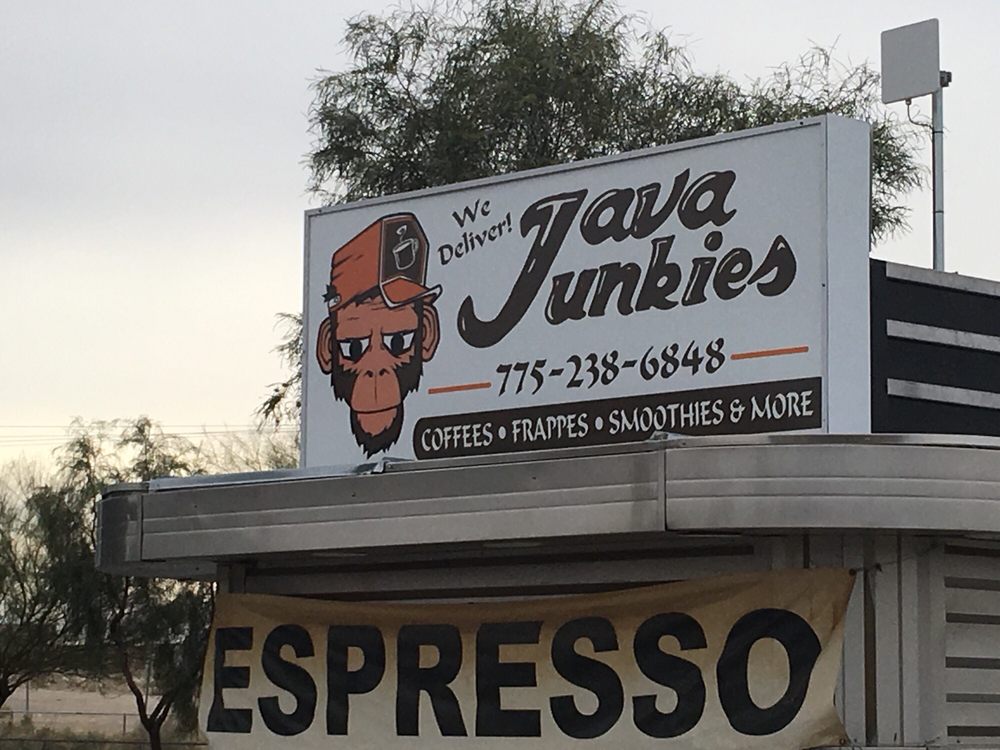 We
Deliver!
Java
Junkies
775-238-6848
COFFEES • FRAPPES • SMOOTHIES & MORE
ESPRESSO